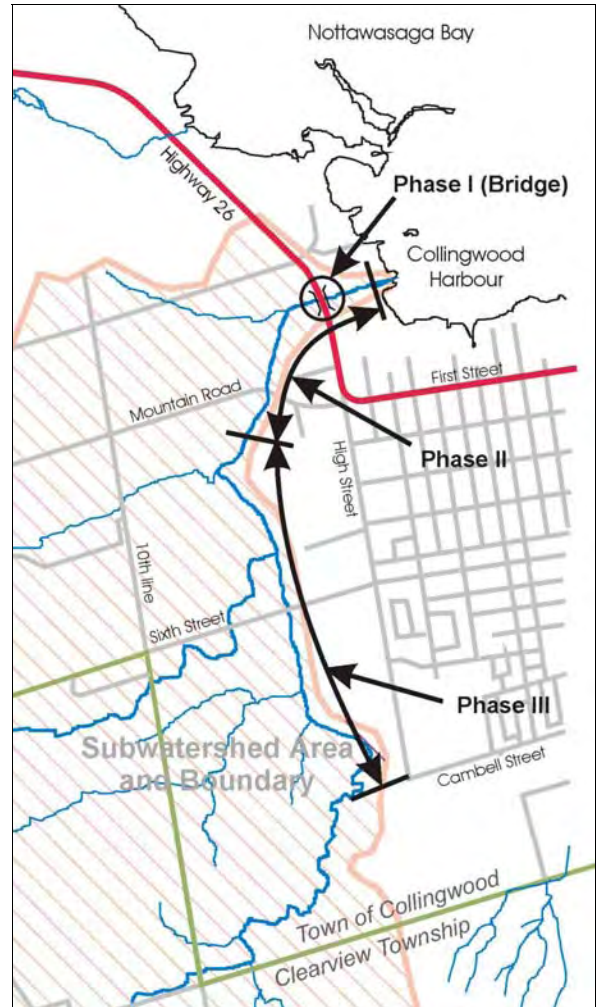 Nottawasaga Bay
Highway 26
Phase I (Bridge)
Collingwood
Harbour
First Street
Mountain Road
High Street
Phase II
10th line
Sixth Street
Phase III
Subwatershed Area
and Boundary
Cambell Street
Town of Collingwood
Clearview Township